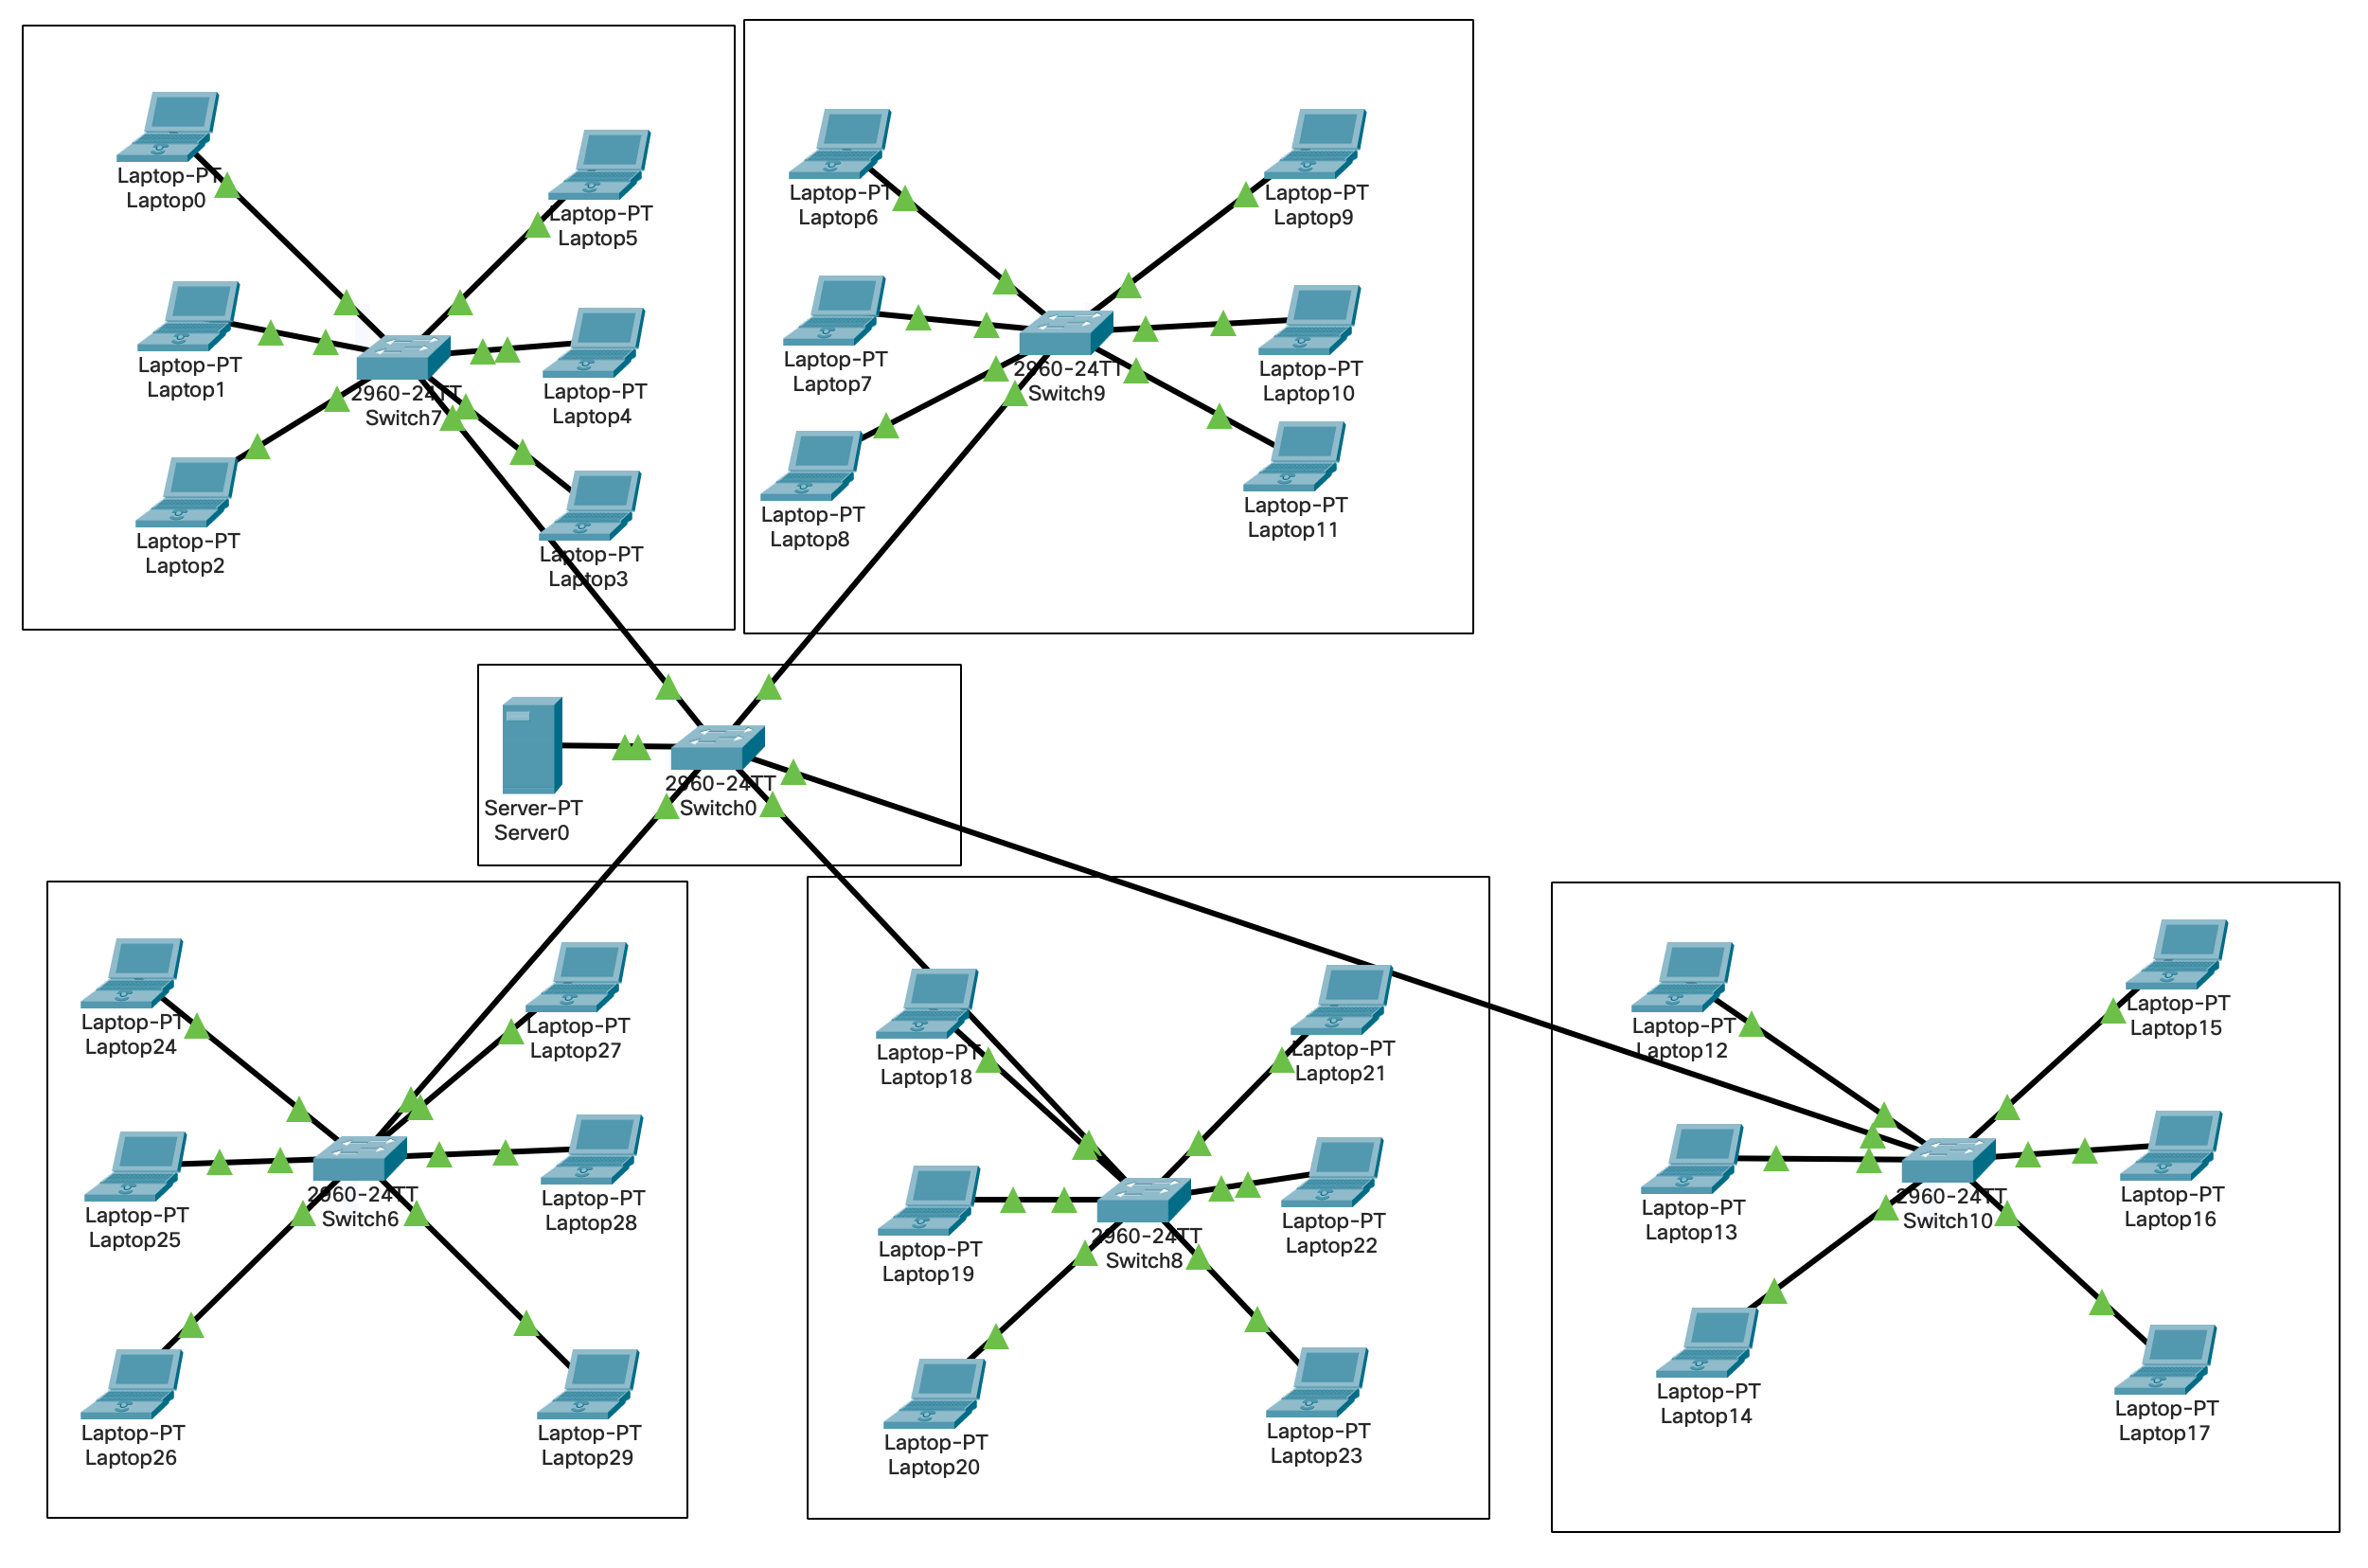 Laptop-PT
Laptop0
Laptop-PT
Laptop5
Laptop-PT
Laptop1
2960-24TT
Switch7
Laptop-PT
Laptop4
Laptop-PT
Laptop2
Laptop-PT
Laptop3
Laptop-PT
Laptop6
Laptop-PT
Laptop9
Laptop-PT
Laptop7
2960-24TT
Switch9
Laptop-PT
Laptop10
Laptop-PT
Laptop8
Laptop-PT
Laptop11
Server-PT
Server0
2960-24TT
Switch0
Laptop-PT
Laptop24
Laptop-PT
Laptop27
Laptop-PT
Laptop25
2960-24TT
Switch6
Laptop-PT
Laptop28
Laptop-PT
Laptop26
Laptop-PT
Laptop29
Laptop-PT
Laptop18
Laptop-PT
Laptop21
Laptop-PT
Laptop19
2960-24TT
Switch8
Laptop-PT
Laptop22
Laptop-PT
Laptop20
Laptop-PT
Laptop23
Laptop-PT
Laptop12
Laptop-PT
Laptop15
Laptop-PT
Laptop13
2960-24TT
Switch10
Laptop-PT
Laptop16
Laptop-PT
Laptop14
Laptop-PT
Laptop17